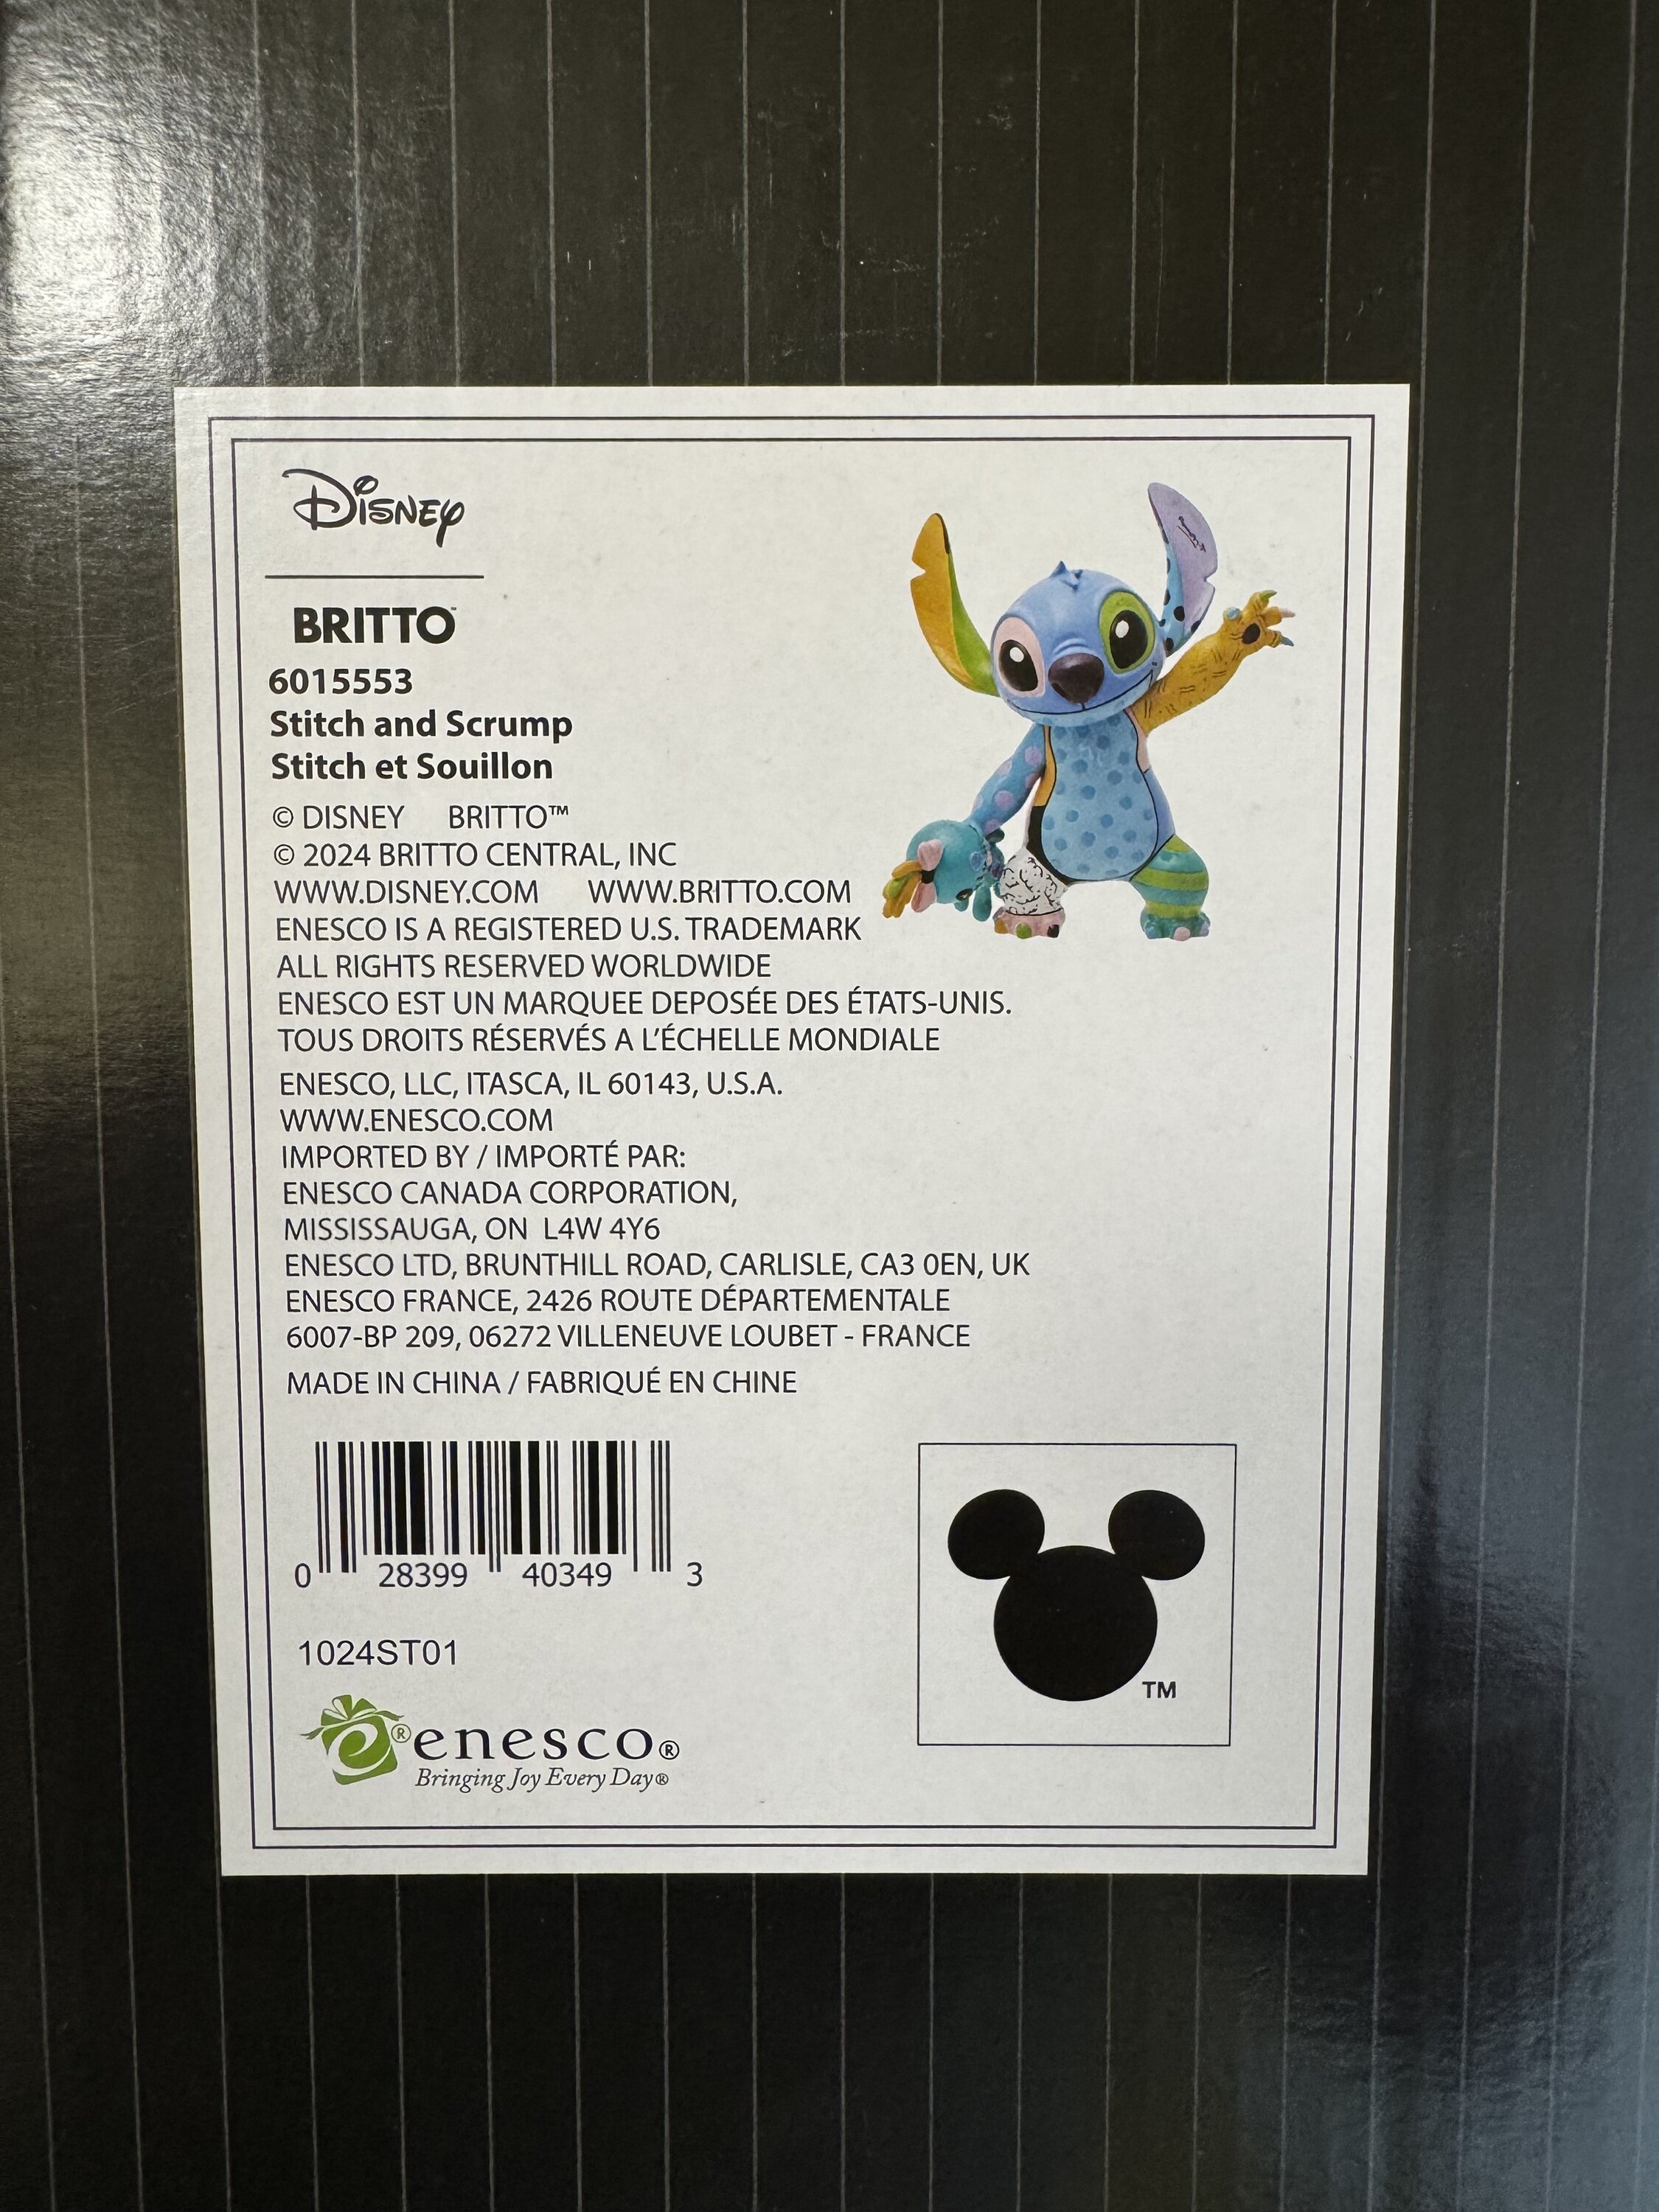 Disney
BRITTO™
6015553
Stitch and Scrump
Stitch et Souillon
© DISNEY BRITTO™
© 2024 BRITTO CENTRAL, INC
WWW.DISNEY.COM WWW.BRITTO.COM
ENESCO IS A REGISTERED U.S. TRADEMARK
ALL RIGHTS RESERVED WORLDWIDE
ENESCO EST UN MARQUEE DEPOSÉE DES ÉTATS-UNIS.
TOUS DROITS RÉSERVÉS A L’ÉCHELLE MONDIALE
ENESCO, LLC, ITASCA, IL 60143, U.S.A.
WWW.ENESCO.COM
IMPORTED BY / IMPORTÉ PAR:
ENESCO CANADA CORPORATION,
MISSISSAUGA, ON L4W 4Y6
ENESCO LTD, BRUNTHILL ROAD, CARLISLE, CA3 0EN, UK
ENESCO FRANCE, 2426 ROUTE DÉPARTEMENTALE
6007-BP 209, 06272 VILLENEUVE LOUBET - FRANCE
MADE IN CHINA / FABRIQUÉ EN CHINE
0 28399 40349 3
1024ST01
TM
e® enesco®
Bringing Joy Every Day®